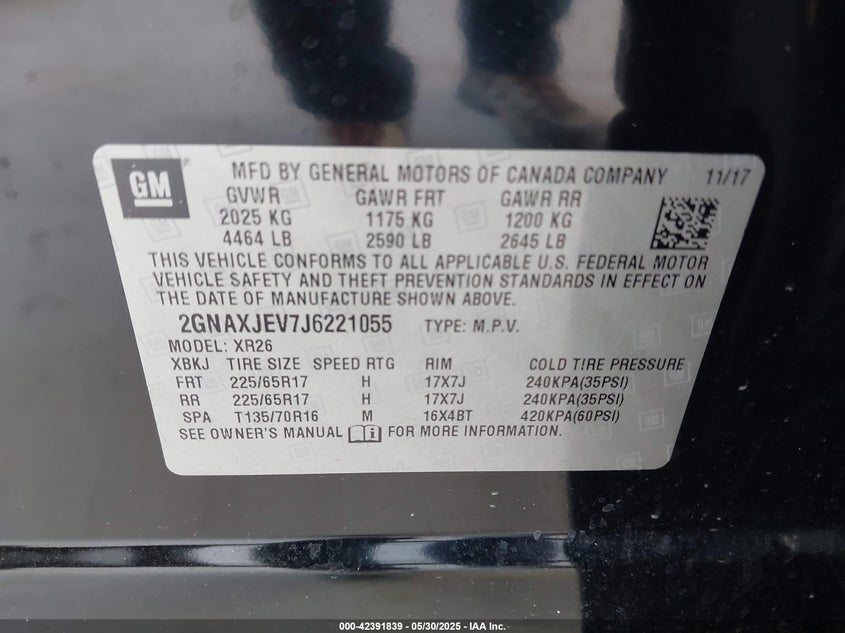 GM
MFD BY GENERAL MOTORS OF CANADA COMPANY 11/17
GVWR GAWR FRT GAWR RR
2025 KG 1175 KG 1200 KG
4464 LB 2590 LB 2645 LB
THIS VEHICLE CONFORMS TO ALL APPLICABLE U.S. FEDERAL MOTOR
VEHICLE SAFETY AND THEFT PREVENTION STANDARDS IN EFFECT ON
THE DATE OF MANUFACTURE SHOWN ABOVE.
2GNAXJEV7J6221055 TYPE: M.P.V.
MODEL: XR26
XBKJ TIRE SIZE SPEED RTG RIM COLD TIRE PRESSURE
FRT 225/65R17 H 17X7J 240KPA(35PSI)
RR 225/65R17 H 17X7J 240KPA(35PSI)
SPA T135/70R16 M 16X4BT 420KPA(60PSI)
SEE OWNER'S MANUAL FOR MORE INFORMATION.
000-42391839 - 05/30/2025 - IAA Inc.